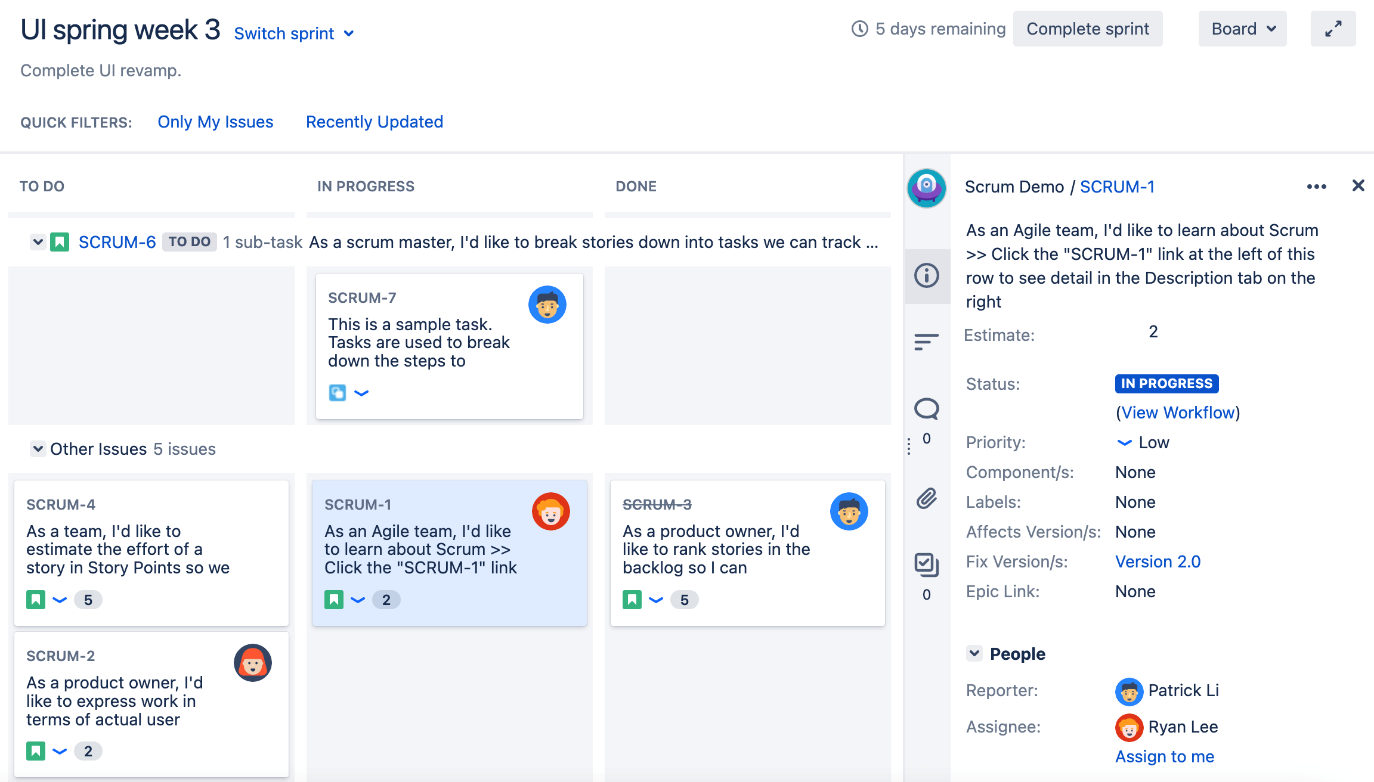 UI spring week 3 Switch sprint
5 days remaining Complete sprint Board
Complete UI revamp.
QUICK FILTERS: Only My Issues Recently Updated
TO DO IN PROGRESS DONE
SCRUM-6 TO DO 1 sub-task As a scrum master, I'd like to break stories down into tasks we can track ...
SCRUM-7
This is a sample task.
Tasks are used to break
down the steps to
Other Issues 5 issues
SCRUM-4
As a team, I'd like to
estimate the effort of a
story in Story Points so we
5
SCRUM-2
As a product owner, I'd
like to express work in
terms of actual user
2
SCRUM-1
As an Agile team, I'd like
to learn about Scrum >>
Click the "SCRUM-1" link
2
SCRUM-3
As a product owner, I'd
like to rank stories in the
backlog so I can
5
0
0
Scrum Demo / SCRUM-1
As an Agile team, I'd like to learn about Scrum
>> Click the "SCRUM-1" link at the left of this
row to see detail in the Description tab on the
right
Estimate: 2
Status: IN PROGRESS
(View Workflow)
Priority: Low
Component/s: None
Labels: None
Affects Version/s: None
Fix Version/s: Version 2.0
Epic Link: None
People
Reporter: Patrick Li
Assignee: Ryan Lee
Assign to me